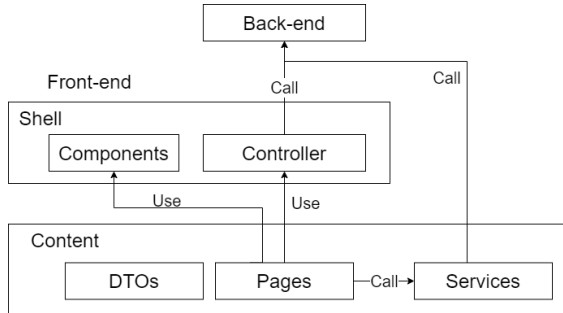 Back-end
Front-end
Call
Call
Shell
Components
Controller
Use
Use
Content
DTOs
Pages
Call
Services